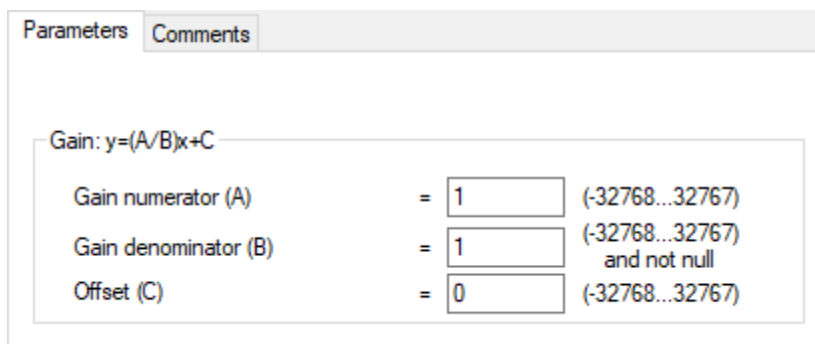 Parameters Comments
Gain: y=(A/B)x+C
Gain numerator (A) = 1 (-32768...32767)
Gain denominator (B) = 1 (-32768...32767)
and not null
Offset (C) = 0 (-32768...32767)